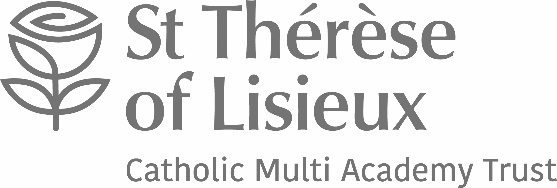 St Thérèse
of Lisieux
Catholic Multi Academy Trust